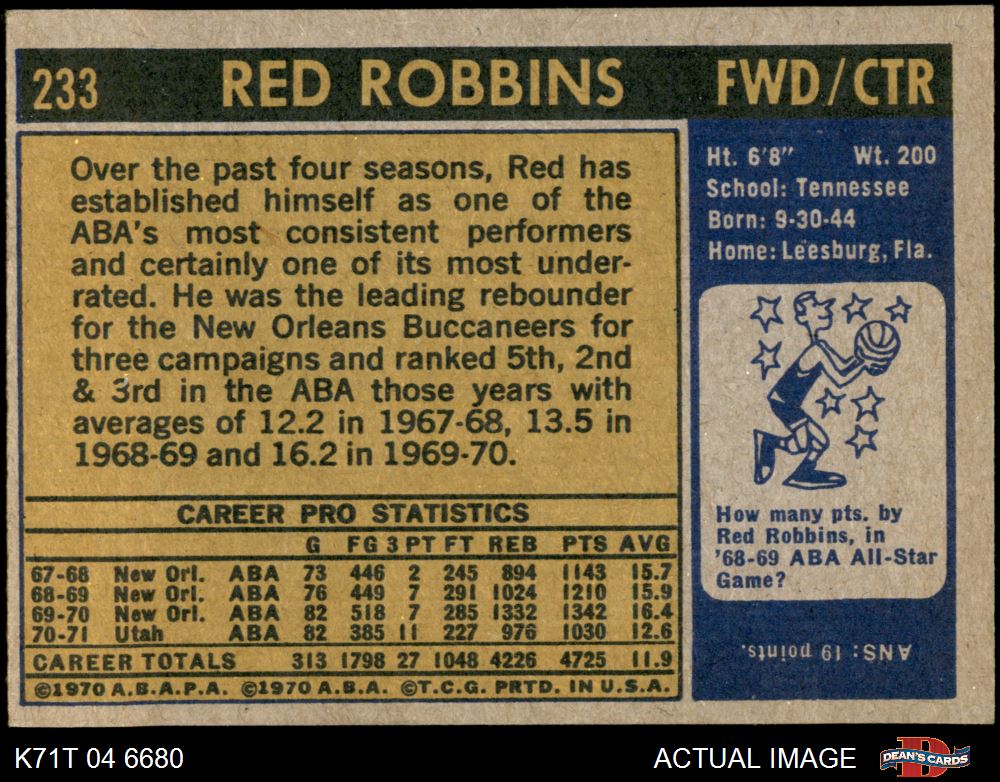 233 RED ROBBINS FWD/CTR
Over the past four seasons, Red has
established himself as one of the
ABA's most consistent performers
and certainly one of its most under-
rated. He was the leading rebounder
for the New Orleans Buccaneers for
three campaigns and ranked 5th, 2nd
& 3rd in the ABA those years with
averages of 12.2 in 1967-68, 13.5 in
1968-69 and 16.2 in 1969-70.
CAREER PRO STATISTICS
G FG 3 PT FT REB PTS AVG
67-68 New Orl. ABA 73 446 2 245 894 1143 15.7
68-69 New Orl. ABA 76 449 7 291 1024 1210 15.9
69-70 New Orl. ABA 82 518 7 285 1332 1342 16.4
70-71 Utah ABA 82 385 11 227 976 1030 12.6
CAREER TOTALS 313 1798 27 1048 4226 4725 11.9
©1970 A.B.A.P.A. ©1970 A.B.A. ©T.C.G. PRTD. IN U.S.A.
Ht. 6'8" Wt. 200
School: Tennessee
Born: 9-30-44
Home: Leesburg, Fla.
How many pts. by
Red Robbins, in
'68-69 ABA All-Star
Game?
ANS: 19 points.
K71T 04 6680 ACTUAL IMAGE DEAN'S CARDS